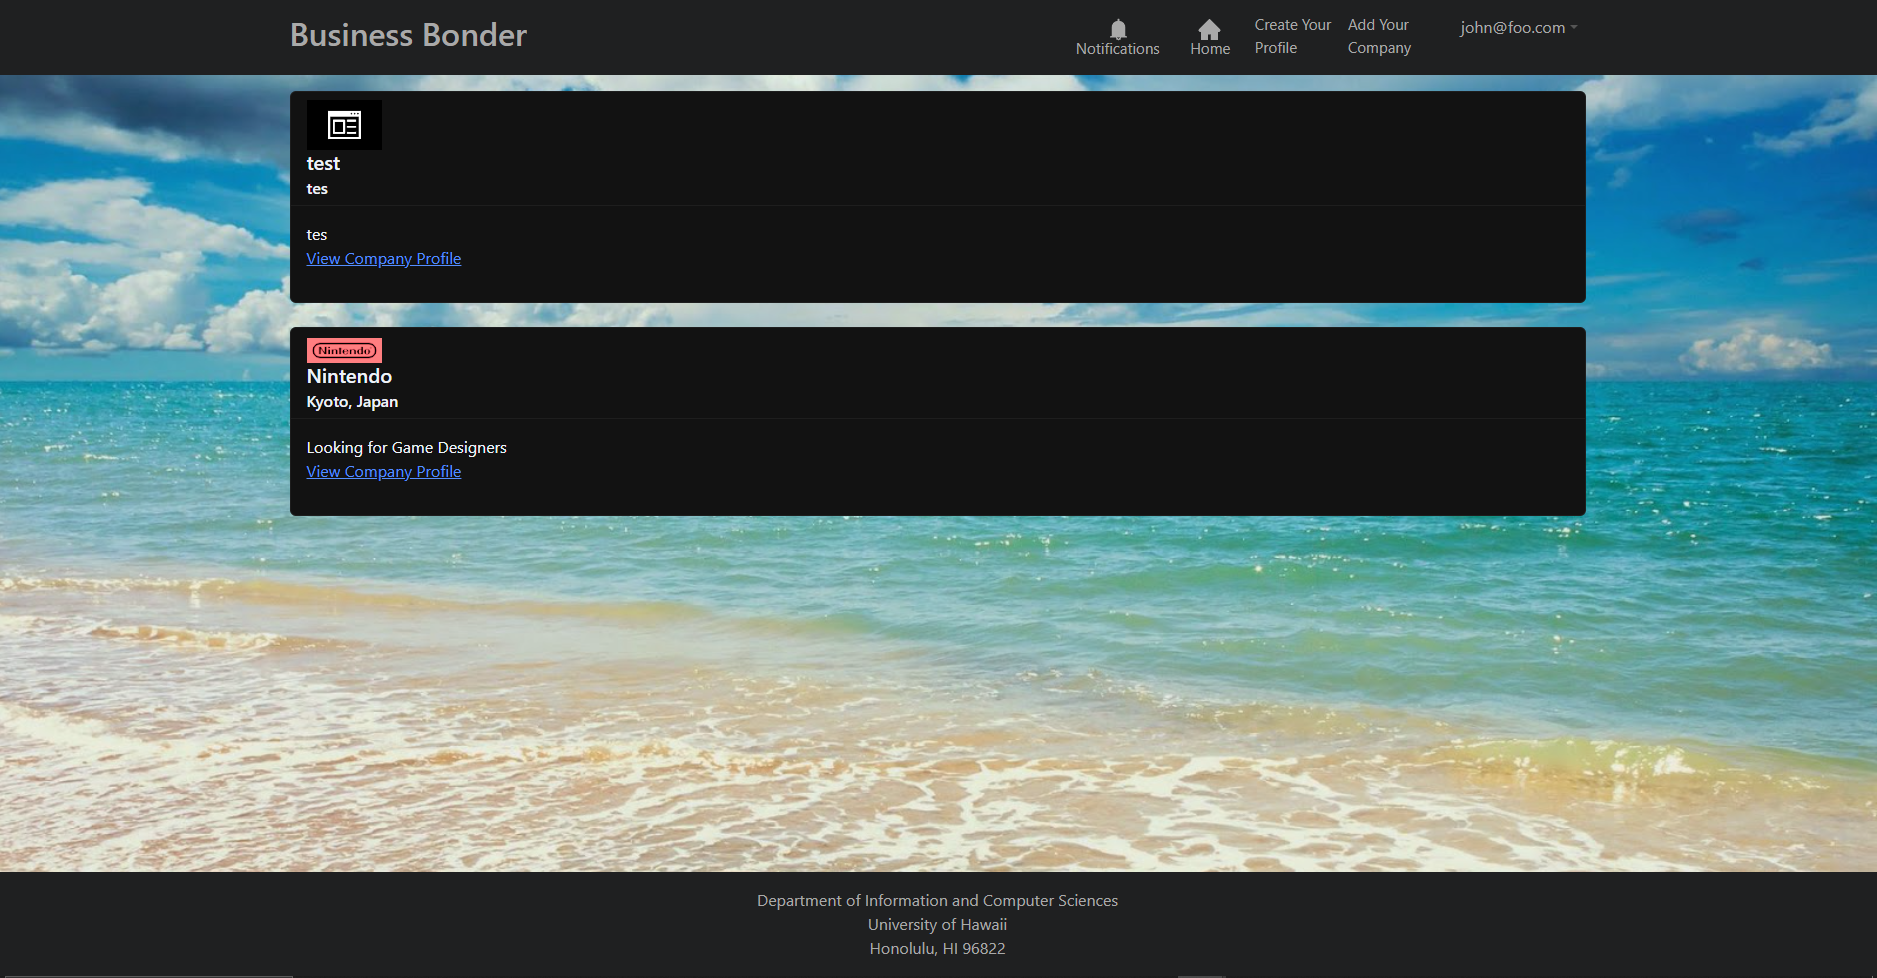 Business Bonder
Notifications
Home
Create Your
Profile
Add Your
Company
john@foo.com
test
tes
tes
View Company Profile
Nintendo
Nintendo
Kyoto, Japan
Looking for Game Designers
View Company Profile
Department of Information and Computer Sciences
University of Hawaii
Honolulu, HI 96822